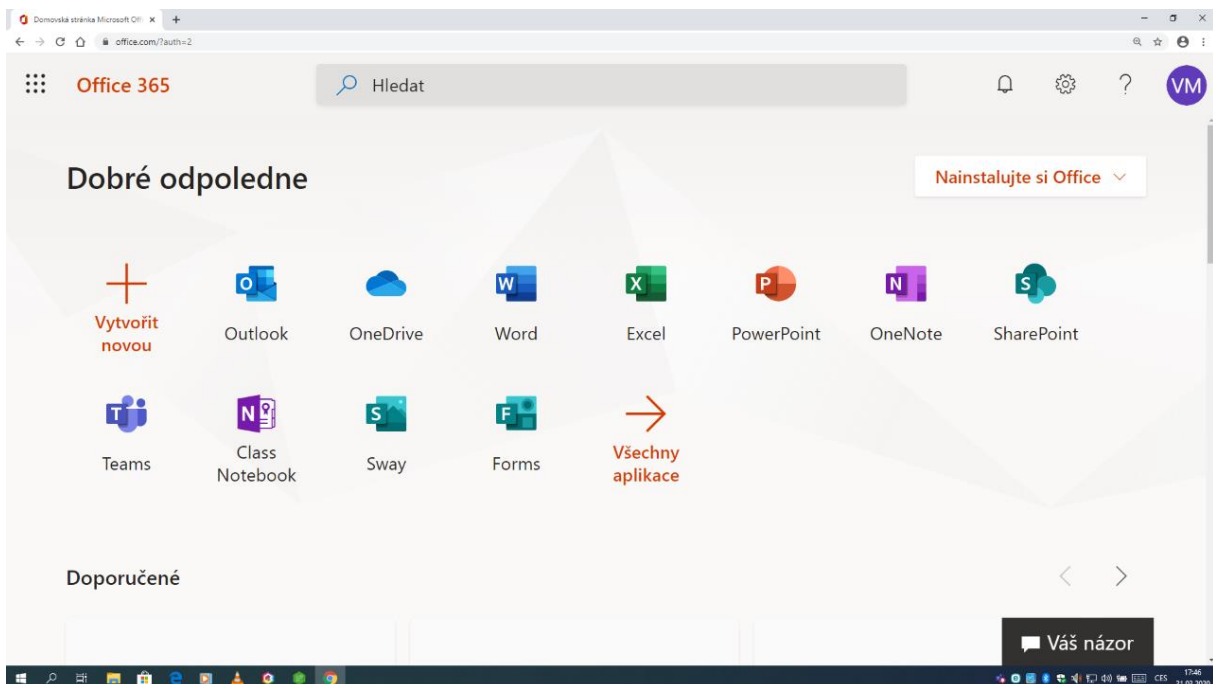 Domovská stránka Microsoft Offi
office.com/?auth=2
Office 365
Hledat
VM
Dobré odpoledne
Nainstalujte si Office
Vytvořit
novou
Outlook
OneDrive
Word
Excel
PowerPoint
OneNote
SharePoint
Teams
Class
Notebook
Sway
Forms
Všechny
aplikace
Doporučené
Váš názor
CES
17:46